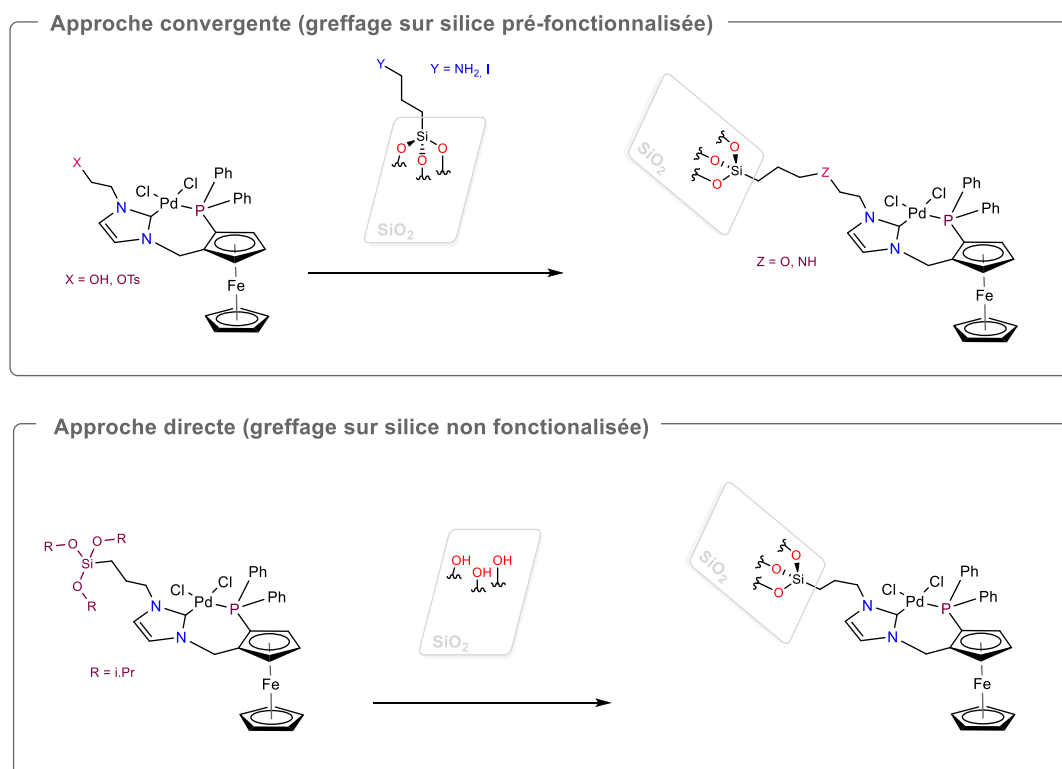 Approche convergente (greffage sur silice pré-fonctionnalisée)
Y
Y = NH2, I
Si
O O
O
SiO2
X
Cl Cl Ph
Pd
Ph
N P
N
X = OH, OTs
Fe
SiO2
O
O Si
O
Z
Cl Cl Ph
Pd
Ph
N P
N
Z = O, NH
Fe
Approche directe (greffage sur silice non fonctionalisée)
R O O R
Si
O
R
Cl Cl Ph
Pd
Ph
N P
N
R = i.Pr
Fe
OH OH
OH
SiO2
SiO2
O
O Si
O
Cl Cl Ph
Pd
Ph
N P
N
Fe